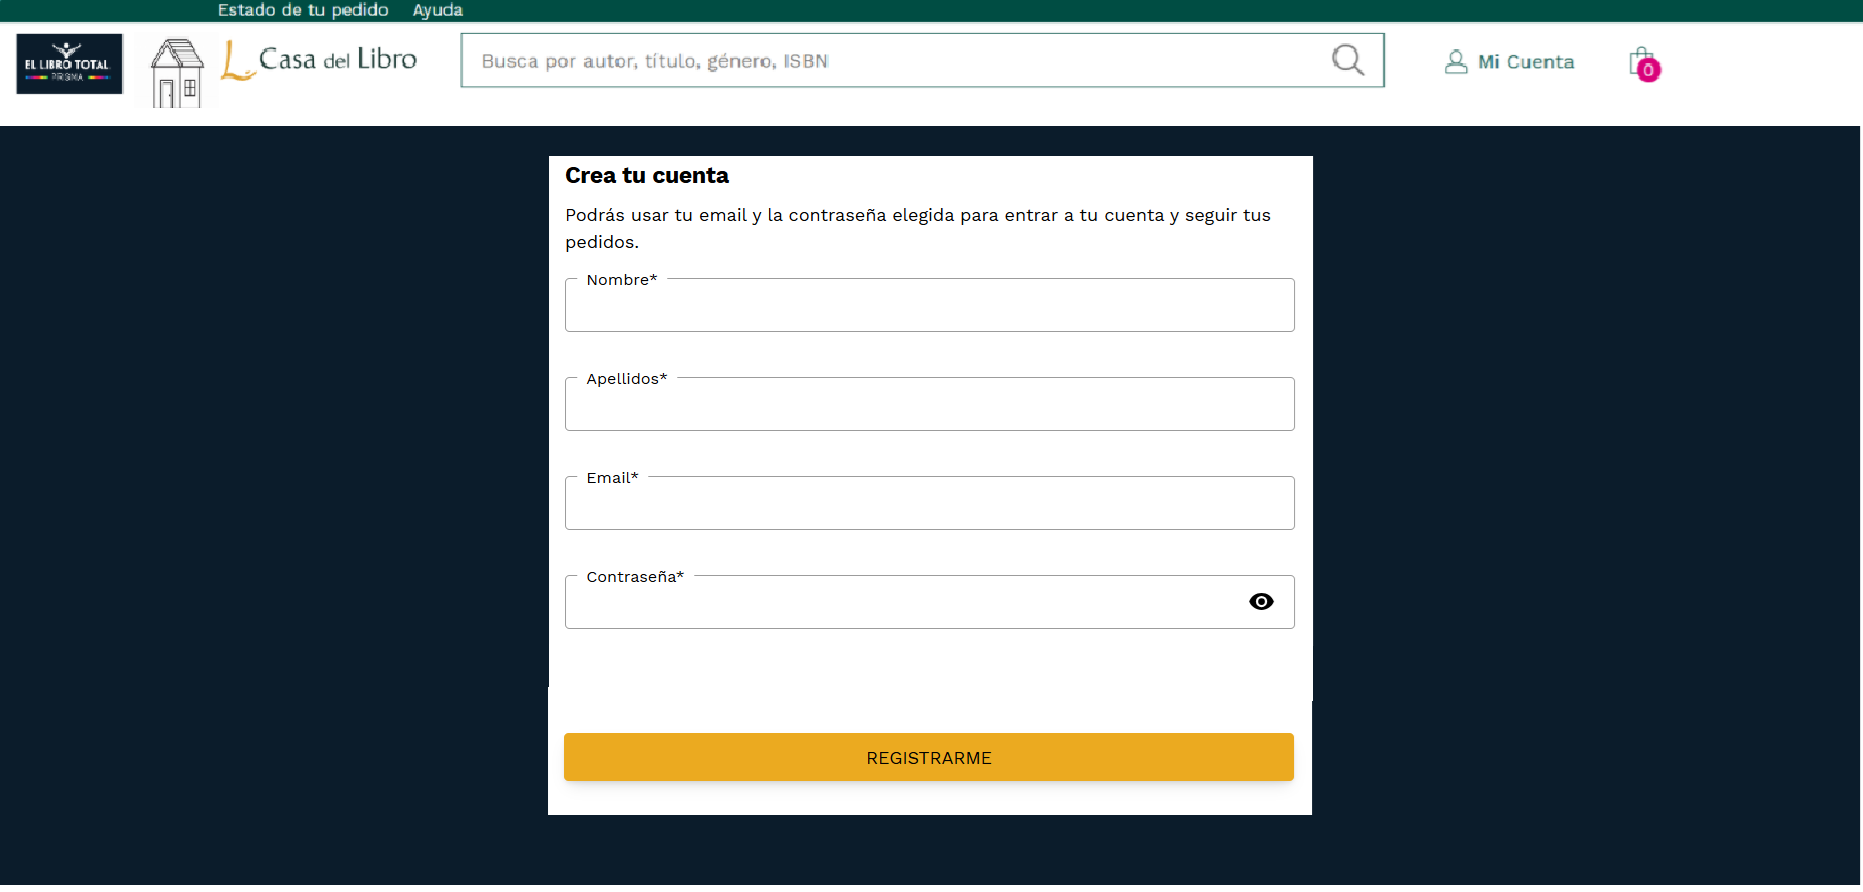 Estado de tu pedido Ayuda
EL LIBRO TOTAL
PRISMA
Casa del Libro
Busca por autor, título, género, ISBN
Mi Cuenta
0
Crea tu cuenta
Podrás usar tu email y la contraseña elegida para entrar a tu cuenta y seguir tus
pedidos.
Nombre*
Apellidos*
Email*
Contraseña*
REGISTRARME